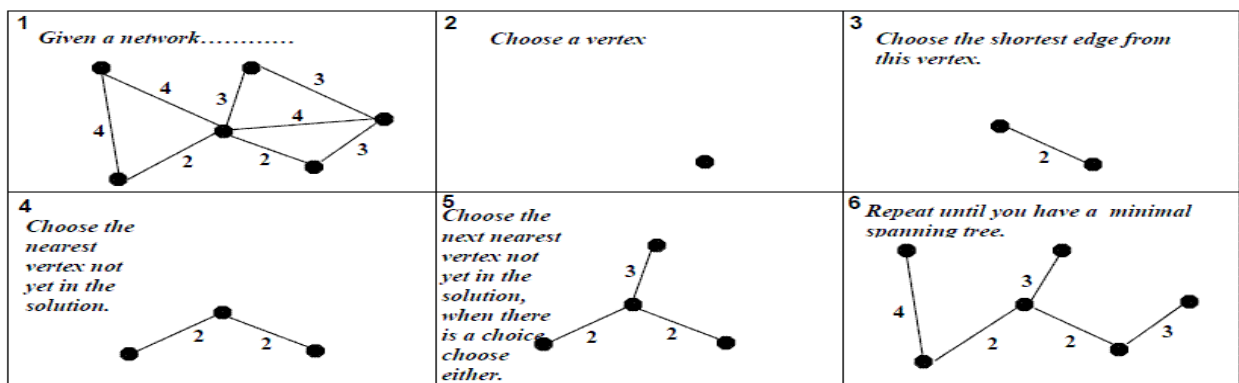 1
Given a network............
4
3
3
4
4
2
2
3
2
Choose a vertex
3
Choose the shortest edge from
this vertex.
2
4
Choose the
nearest
vertex not
yet in the
solution.
2 2
5
Choose the
next nearest
vertex not
yet in the
solution,
when there
is a choice
choose
either.
3
2 2
6
Repeat until you have a minimal
spanning tree.
3
4
2 2 3